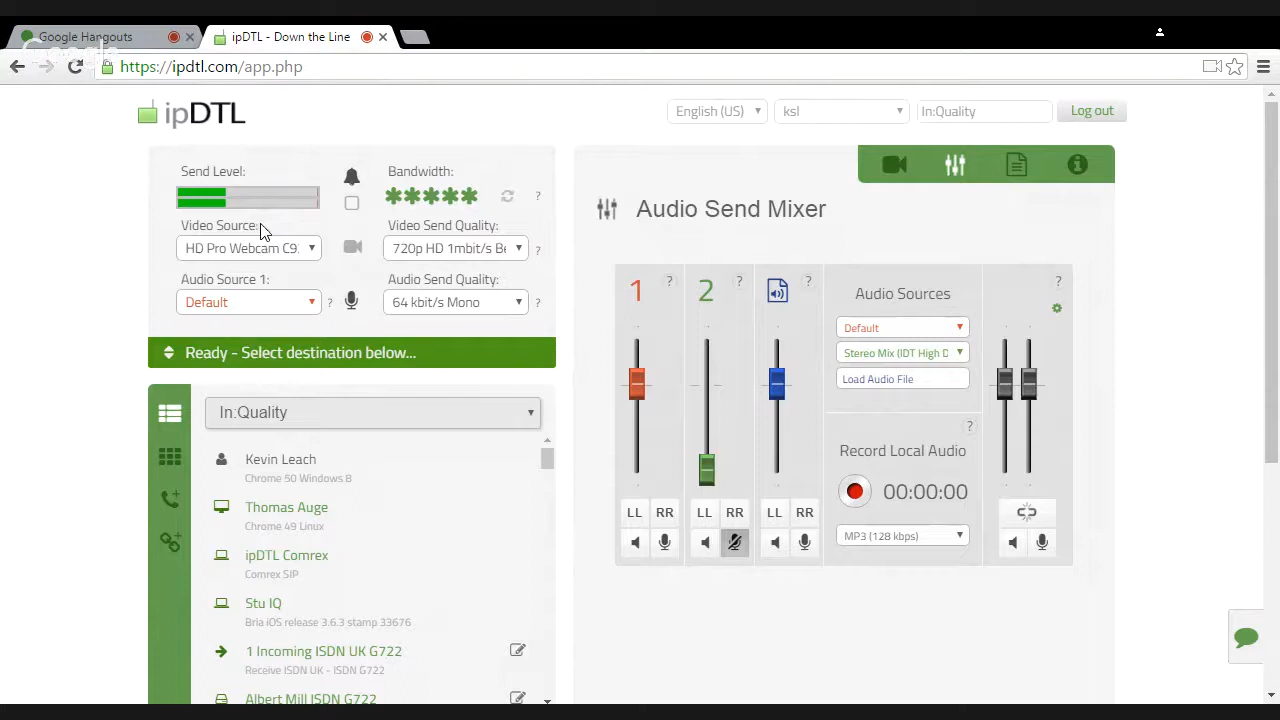 Google Hangouts
ipDTL - Down the Line
Google
https://ipdtl.com/app.php
ipDTL
English (US)
ksl
In:Quality
Log out
Send Level:
Bandwidth:
?
Video Source:
Video Send Quality:
HD Pro Webcam C9.
720p HD 1mbit/s Be
?
Audio Source 1:
Audio Send Quality:
Default
?
64 kbit/s Mono
?
Ready - Select destination below...
In:Quality
Kevin Leach
Chrome 50 Windows 8
Thomas Auge
Chrome 49 Linux
ipDTL Comrex
Comrex SIP
Stu IQ
Bria iOS release 3.6.3 stamp 33676
1 Incoming ISDN UK G722
Receive ISDN UK - ISDN G722
Albert Mill ISDN G722
Audio Send Mixer
1
?
2
?
?
Audio Sources
?
Default
Stereo Mix (IDT High D
Load Audio File
?
Record Local Audio
00:00:00
LL
RR
LL
RR
LL
RR
MP3 (128 kbps)